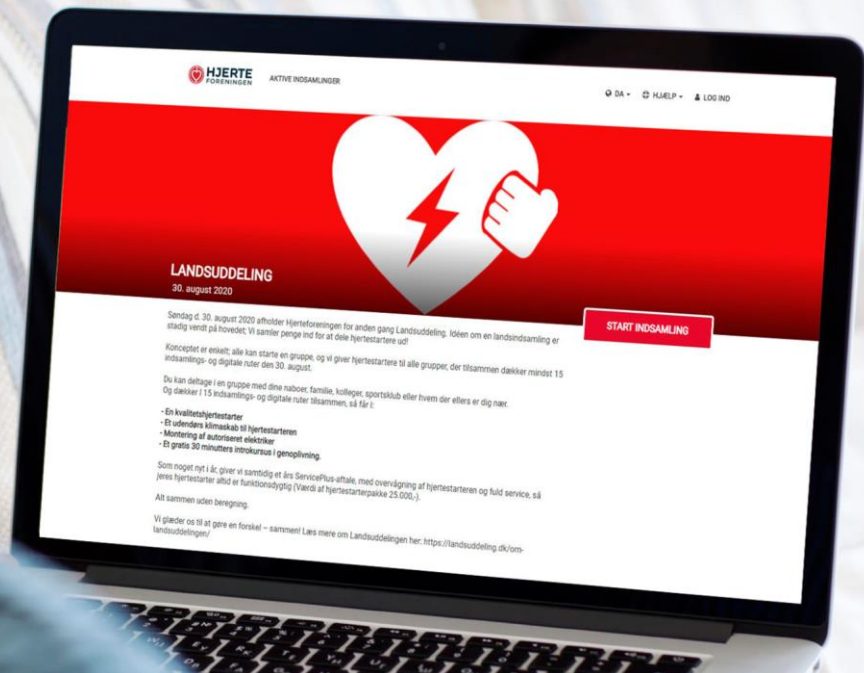 HJERTE
FORENINGEN
AKTIVE INDSAMLINGER
DA
HJÆLP
LOG IND
LANDSUDDELING
30. august 2020
START INDSAMLING
Søndag d. 30. august 2020 afholder Hjerteforeningen for anden gang Landsuddeling. Idéen om en landsindsamling er
stadig vendt på hovedet; Vi samler penge ind for at dele hjertestartere ud!
Konceptet er enkelt; alle kan starte en gruppe, og vi giver hjertestartere til alle grupper, der tilsammen dækker mindst 15
indsamlings- og digitale ruter den 30. august.
Du kan deltage i en gruppe med dine naboer, familie, kolleger, sportsklub eller hvem der ellers er dig nær.
Og dækker I 15 indsamlings- og digitale ruter tilsammen, så får I:
- En kvalitetshjertestarter
- Et udendørs klimaskab til hjertestarteren
- Montering af autoriseret elektriker
- Et gratis 30 minutters introkursus i genoplivning.
Som noget nyt i år, giver vi samtidig et års ServicePlus-aftale, med overvågning af hjertestarteren og fuld service, så
jeres hjertestarter altid er funktionsdygtig (Værdi af hjertestarterpakke 25.000,-).
Alt sammen uden beregning.
Vi glæder os til at gøre en forskel – sammen! Læs mere om Landsuddelingen her: https://landsuddeling.dk/om-
landsuddelingen/